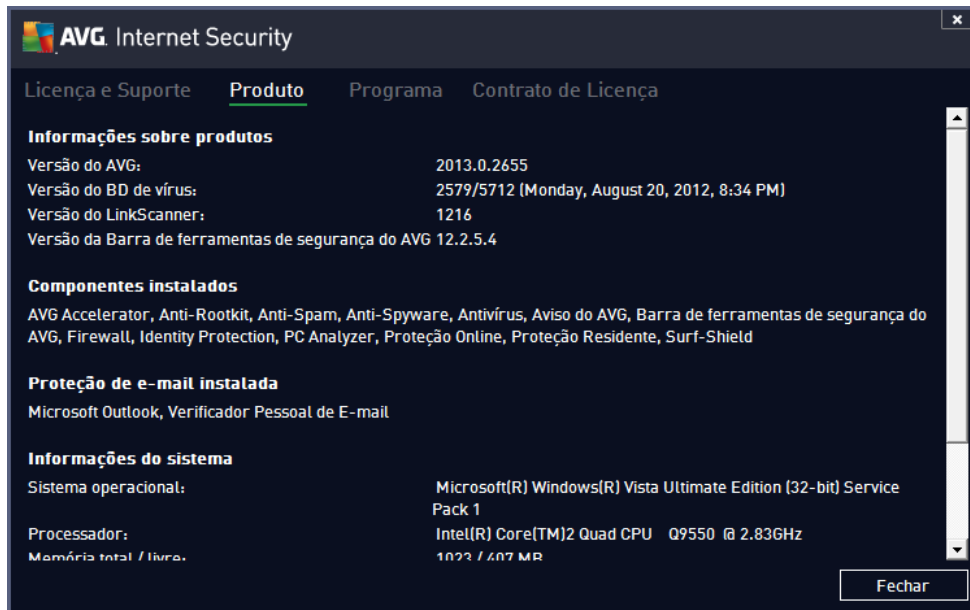 AVG. Internet Security
Licença e Suporte Produto Programa Contrato de Licença
Informações sobre produtos
Versão do AVG: 2013.0.2655
Versão do BD de vírus: 2579/5712 (Monday, August 20, 2012, 8:34 PM)
Versão do LinkScanner: 1216
Versão da Barra de ferramentas de segurança do AVG 12.2.5.4
Componentes instalados
AVG Accelerator, Anti-Rootkit, Anti-Spam, Anti-Spyware, Antivírus, Aviso do AVG, Barra de ferramentas de segurança do
AVG, Firewall, Identity Protection, PC Analyzer, Proteção Online, Proteção Residente, Surf-Shield
Proteção de e-mail instalada
Microsoft Outlook, Verificador Pessoal de E-mail
Informações do sistema
Sistema operacional: Microsoft(R) Windows(R) Vista Ultimate Edition (32-bit) Service
Pack 1
Processador: Intel(R) Core(TM)2 Quad CPU Q9550 @ 2.83GHz
Memória total / livre: 1023 / 407 MB
Fechar